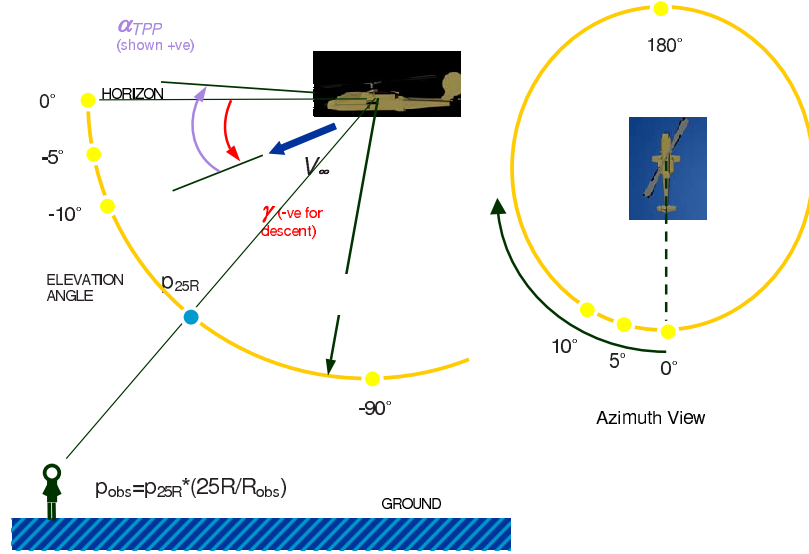 αTPP
(shown +ve)
180°
0°
HORIZON
-5°
V∞
-10°
γ (-ve for
descent)
ELEVATION
ANGLE
p25R
10°
5°
0°
-90°
Azimuth View
pobs=p25R*(25R/Robs)
GROUND